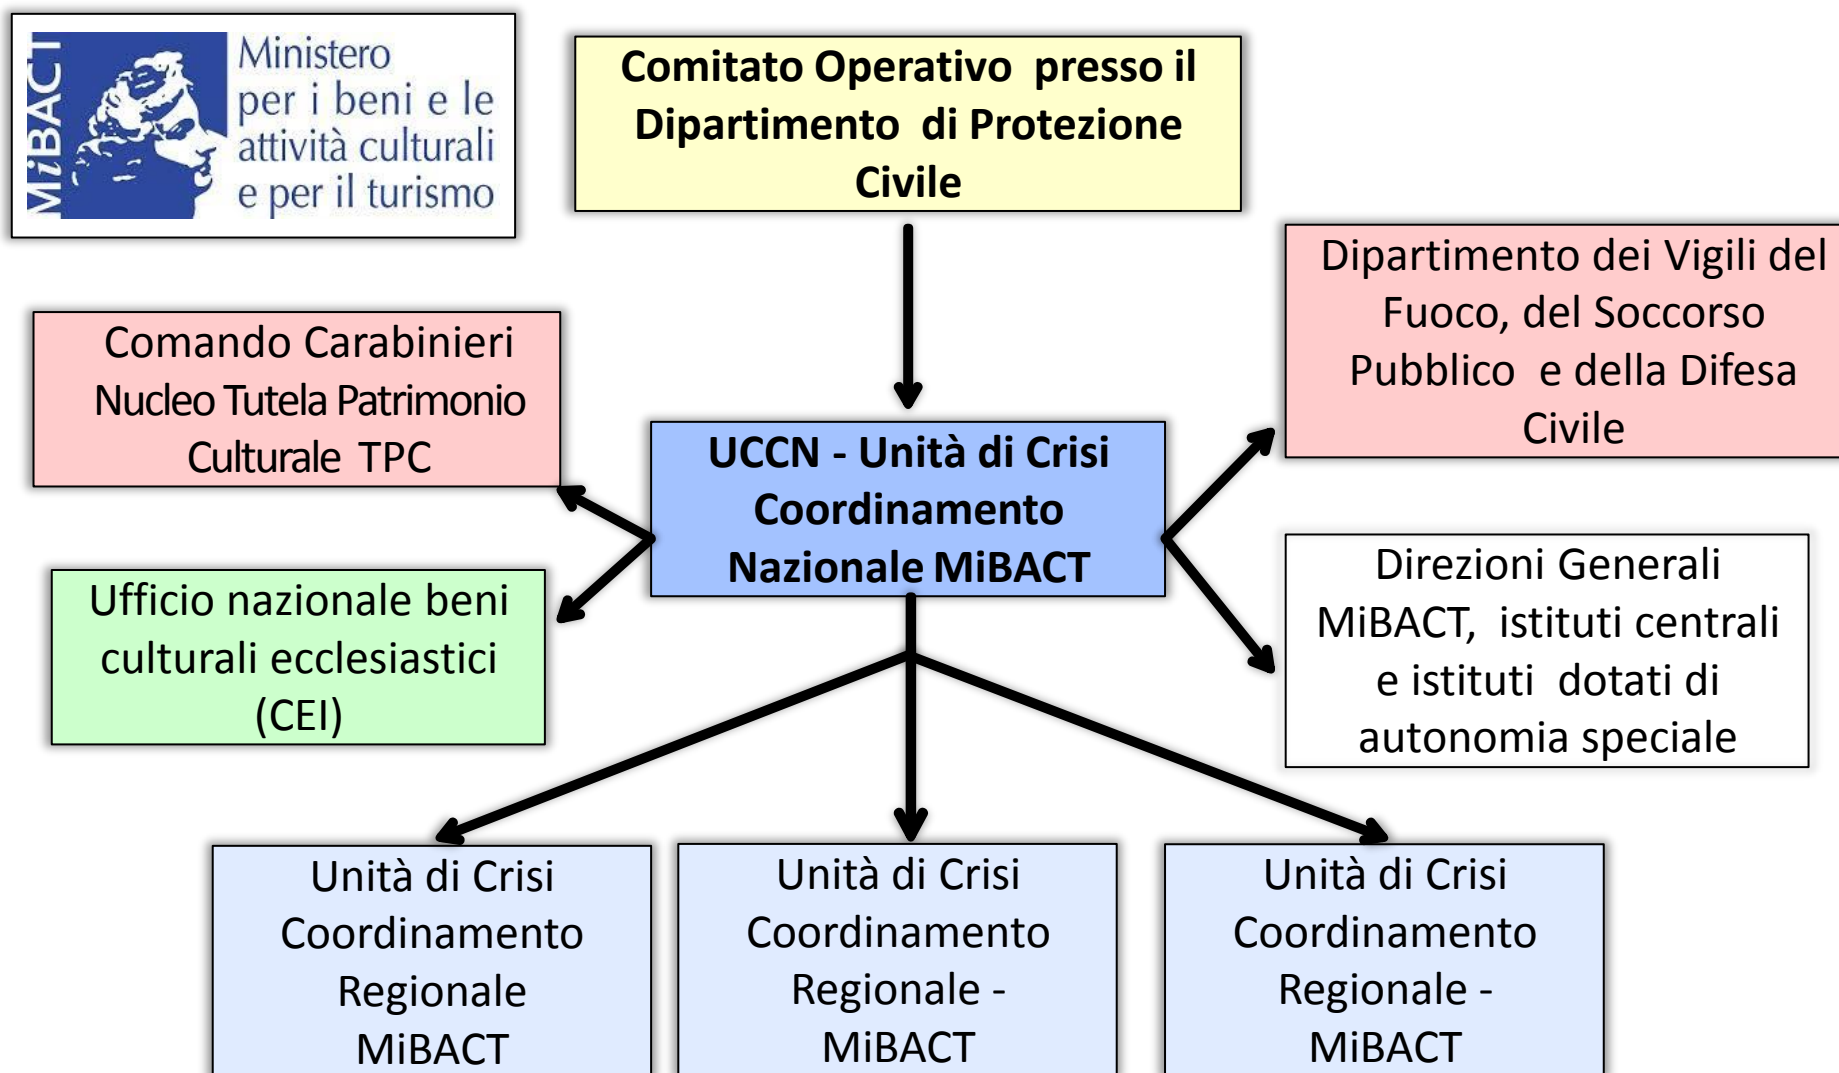 MiBACT
Ministero
per i beni e le
attività culturali
e per il turismo
Comitato Operativo presso il
Dipartimento di Protezione
Civile
Dipartimento dei Vigili del
Fuoco, del Soccorso
Pubblico e della Difesa
Civile
Comando Carabinieri
Nucleo Tutela Patrimonio
Culturale TPC
UCCN - Unità di Crisi
Coordinamento
Nazionale MiBACT
Ufficio nazionale beni
culturali ecclesiastici
(CEI)
Direzioni Generali
MiBACT, istituti centrali
e istituti dotati di
autonomia speciale
Unità di Crisi
Coordinamento
Regionale
MiBACT
Unità di Crisi
Coordinamento
Regionale -
MiBACT
Unità di Crisi
Coordinamento
Regionale -
MiBACT